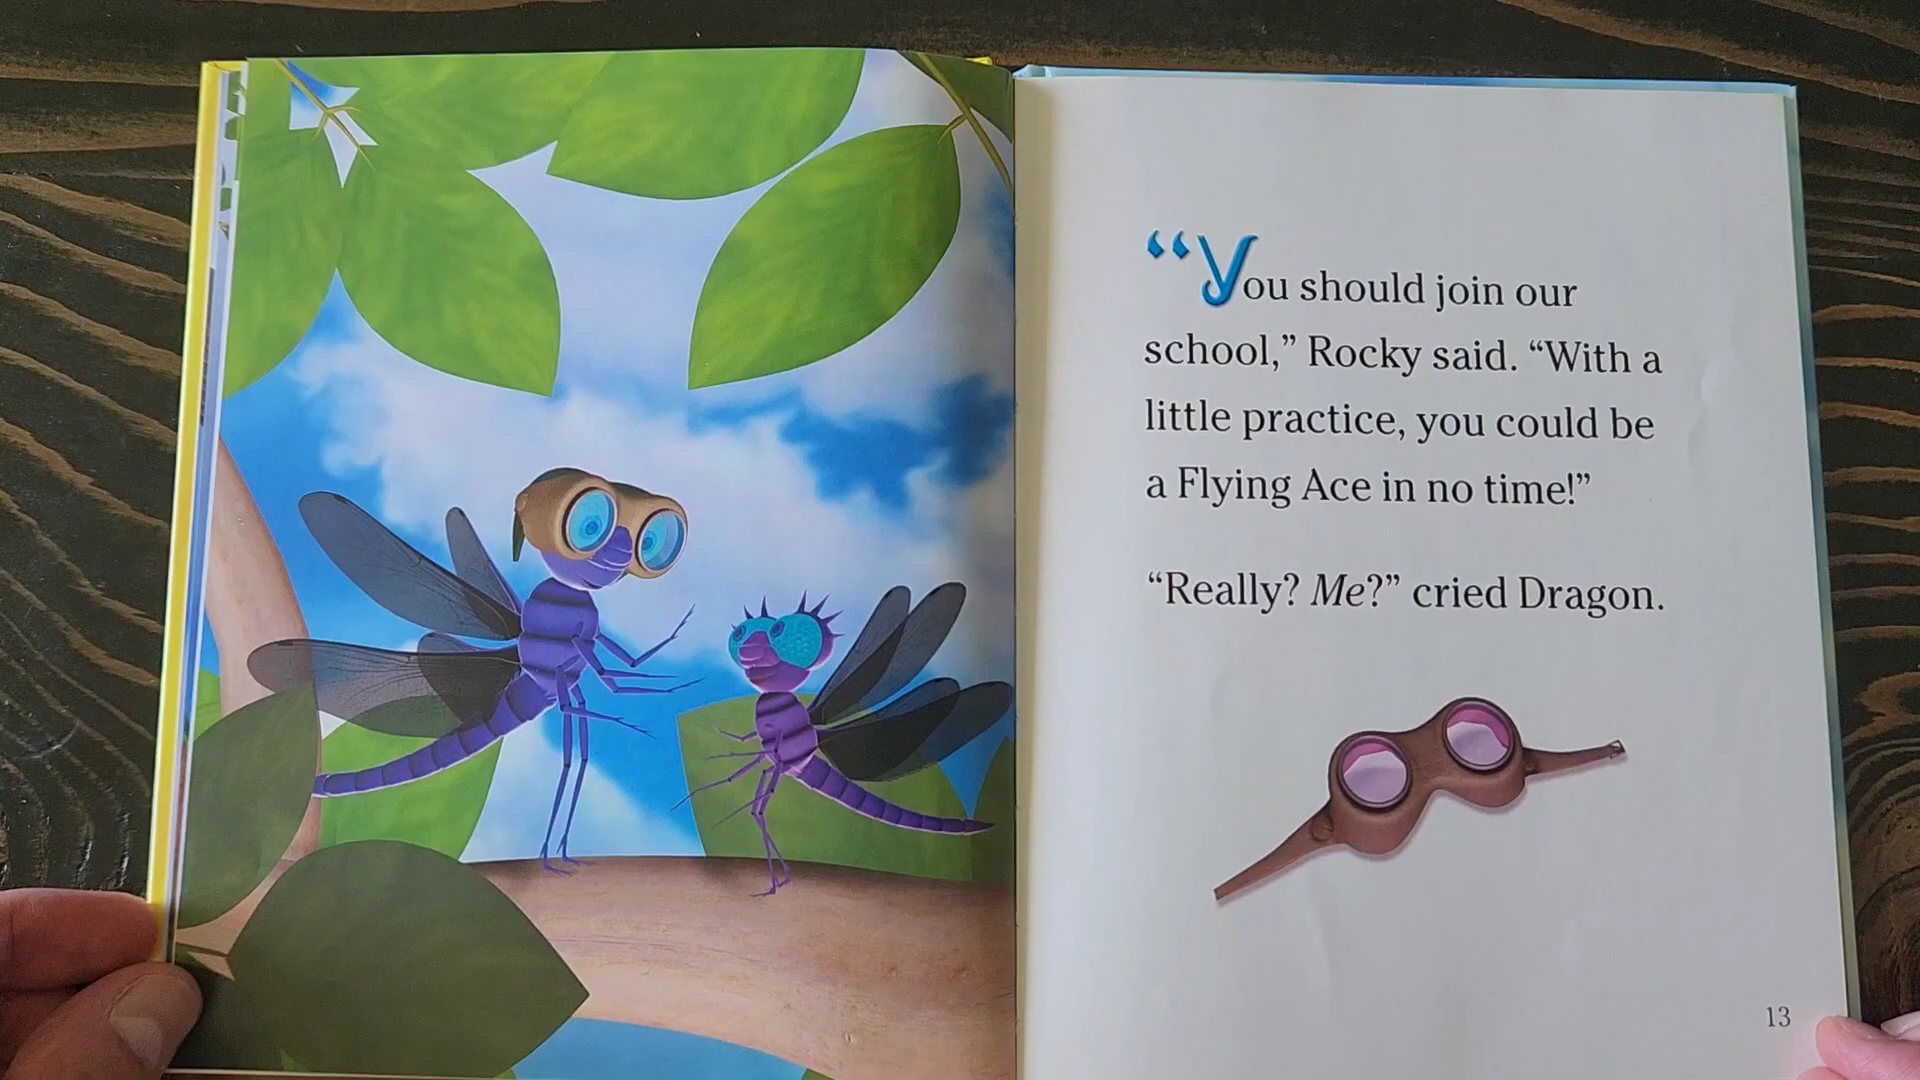 “You should join our
school,” Rocky said. “With a
little practice, you could be
a Flying Ace in no time!”
“Really? Me?” cried Dragon.
13